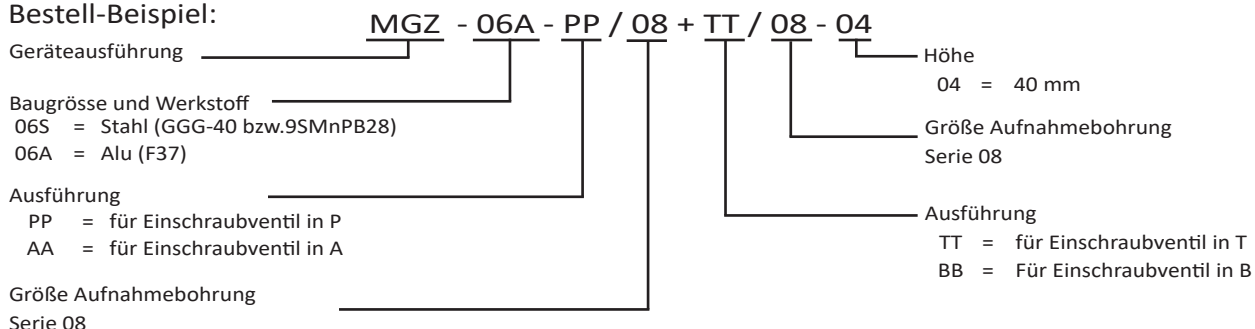 Bestell-Beispiel:
MGZ - 06A - PP / 08 + TT / 08 - 04
Geräteausführung
Baugrösse und Werkstoff
06S = Stahl (GGG-40 bzw.9SMnPB28)
06A = Alu (F37)
Ausführung
PP = für Einschraubventil in P
AA = für Einschraubventil in A
Größe Aufnahmebohrung
Serie 08
Höhe
04 = 40 mm
Größe Aufnahmebohrung
Serie 08
Ausführung
TT = für Einschraubventil in T
BB = Für Einschraubventil in B